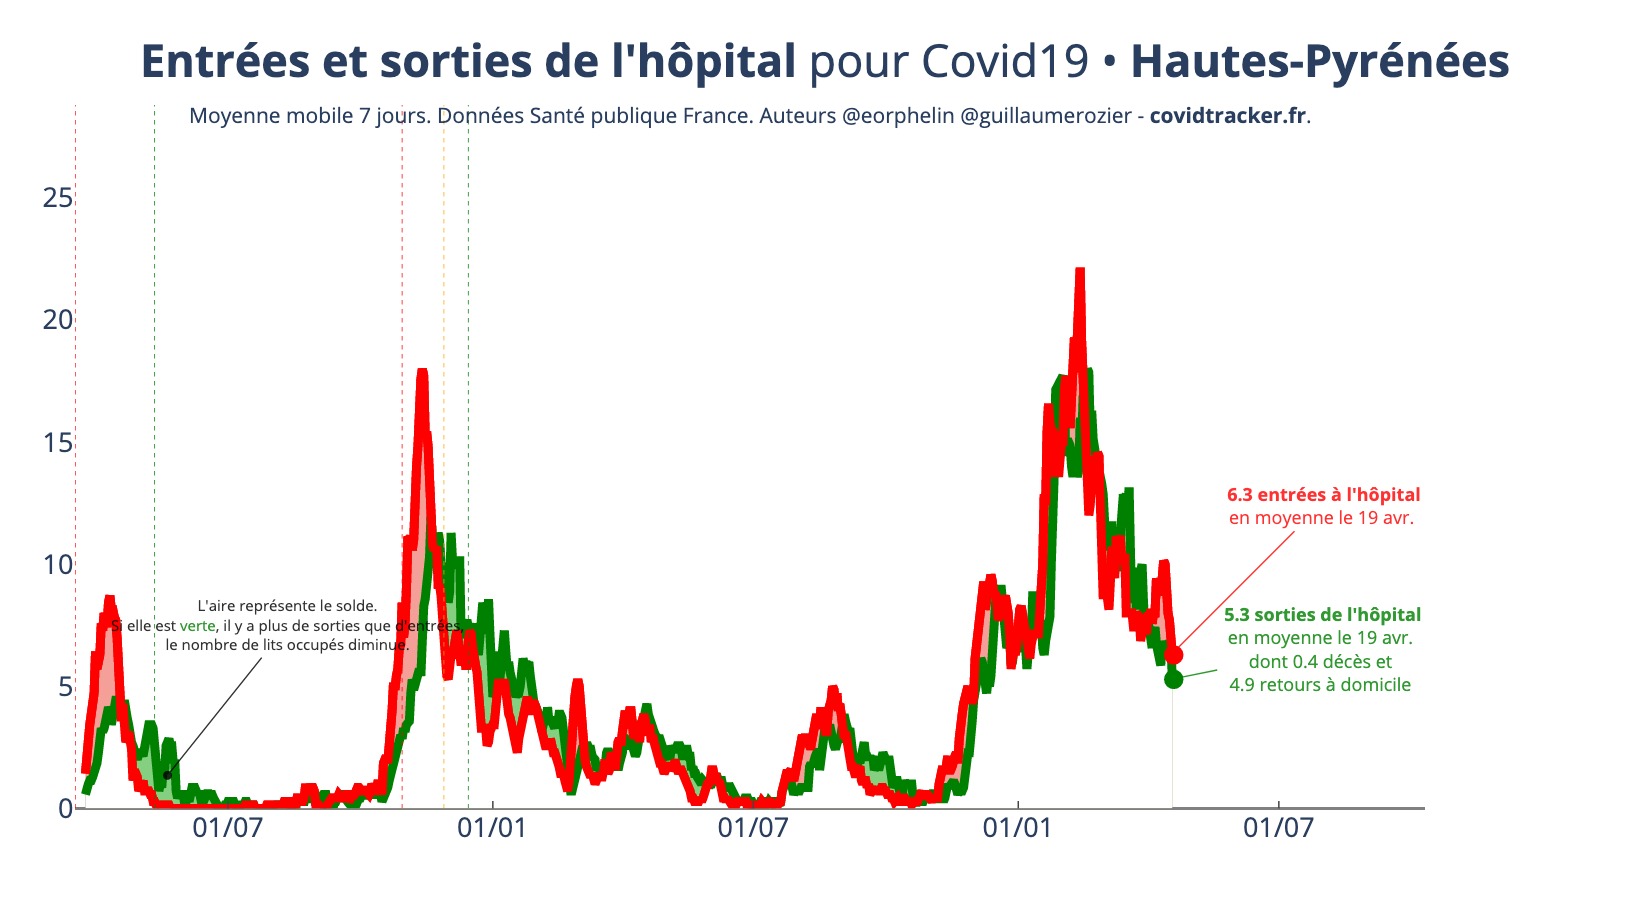 Entrées et sorties de l'hôpital pour Covid19 • Hautes-Pyrénées
Moyenne mobile 7 jours. Données Santé publique France. Auteurs @eorphelin @guillaumerozier - covidtracker.fr.
25
20
15
10
5
0
L'aire représente le solde.
Si elle est verte, il y a plus de sorties que d'entrées,
le nombre de lits occupés diminue.
6.3 entrées à l'hôpital
en moyenne le 19 avr.
5.3 sorties de l'hôpital
en moyenne le 19 avr.
dont 0.4 décès et
4.9 retours à domicile
01/07
01/01
01/07
01/01
01/07